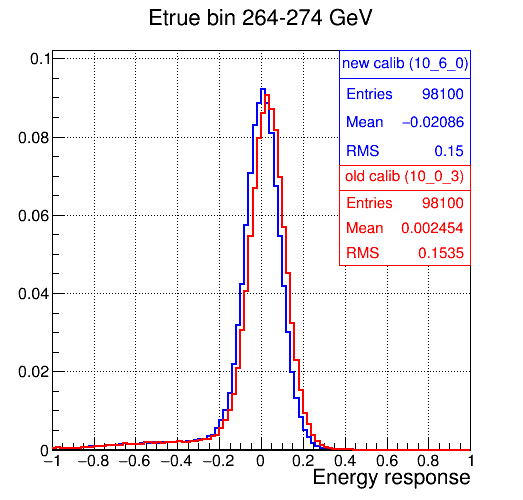 Etrue bin 264-274 GeV
new calib (10_6_0)
Entries 98100
Mean −0.02086
RMS 0.15
old calib (10_0_3)
Entries 98100
Mean 0.002454
RMS 0.1535
0.1
0.08
0.06
0.04
0.02
0
−1 −0.8 −0.6 −0.4 −0.2 0 0.2 0.4 0.6 0.8 1
Energy response